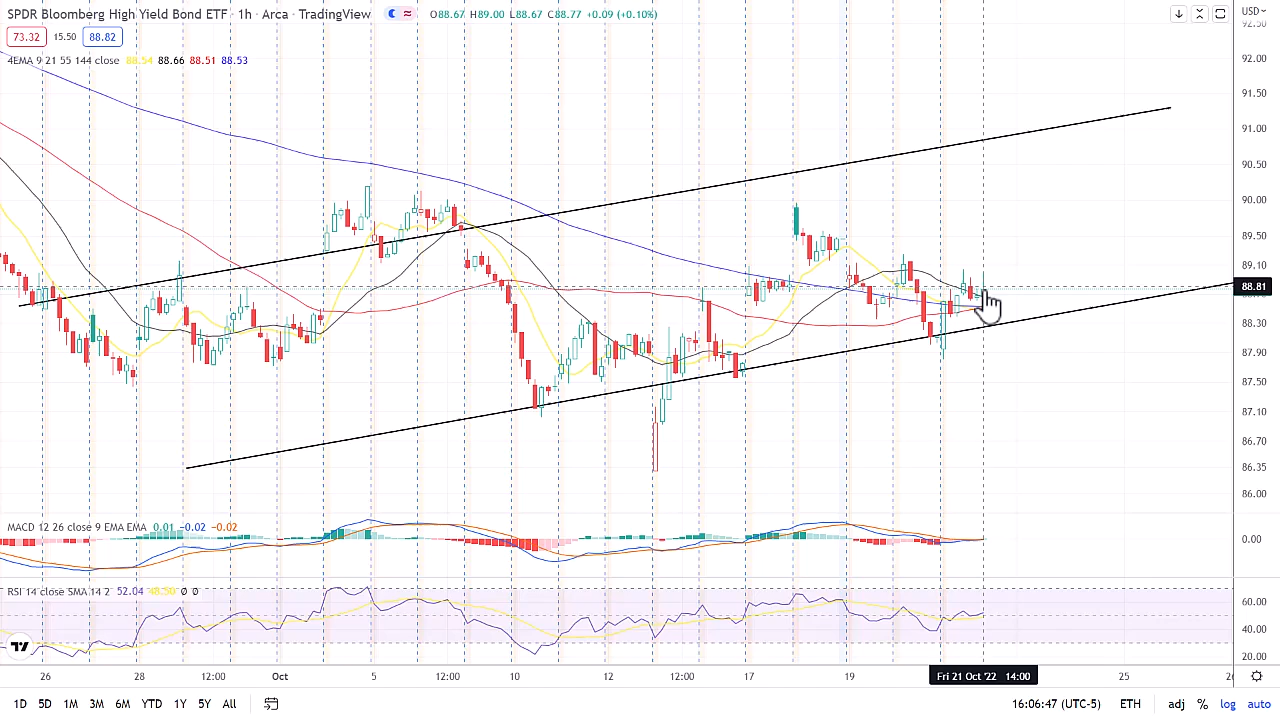 SPDR Bloomberg High Yield Bond ETF · 1h · Arca · TradingView
O88.67 H89.00 L88.67 C88.77 +0.09 (+0.10%)
USD
73.32 15.50 88.82
4EMA 9 21 55 144 close 88.54 88.66 88.51 88.53
92.50
92.00
91.50
91.00
90.50
90.00
89.50
89.10
88.81
88.30
87.90
87.50
87.10
86.70
86.35
86.00
MACD 12 26 close 9 EMA EMA 0.01 −0.02 −0.02
0.00
RSI 14 close SMA 14 2 52.04 48.50 Ø Ø
60.00
40.00
20.00
26 28 12:00 Oct 5 12:00 10 12 12:00 17 19 Fri 21 Oct '22 14:00 25
1D 5D 1M 3M 6M YTD 1Y 5Y All
16:06:47 (UTC-5) ETH adj % log auto